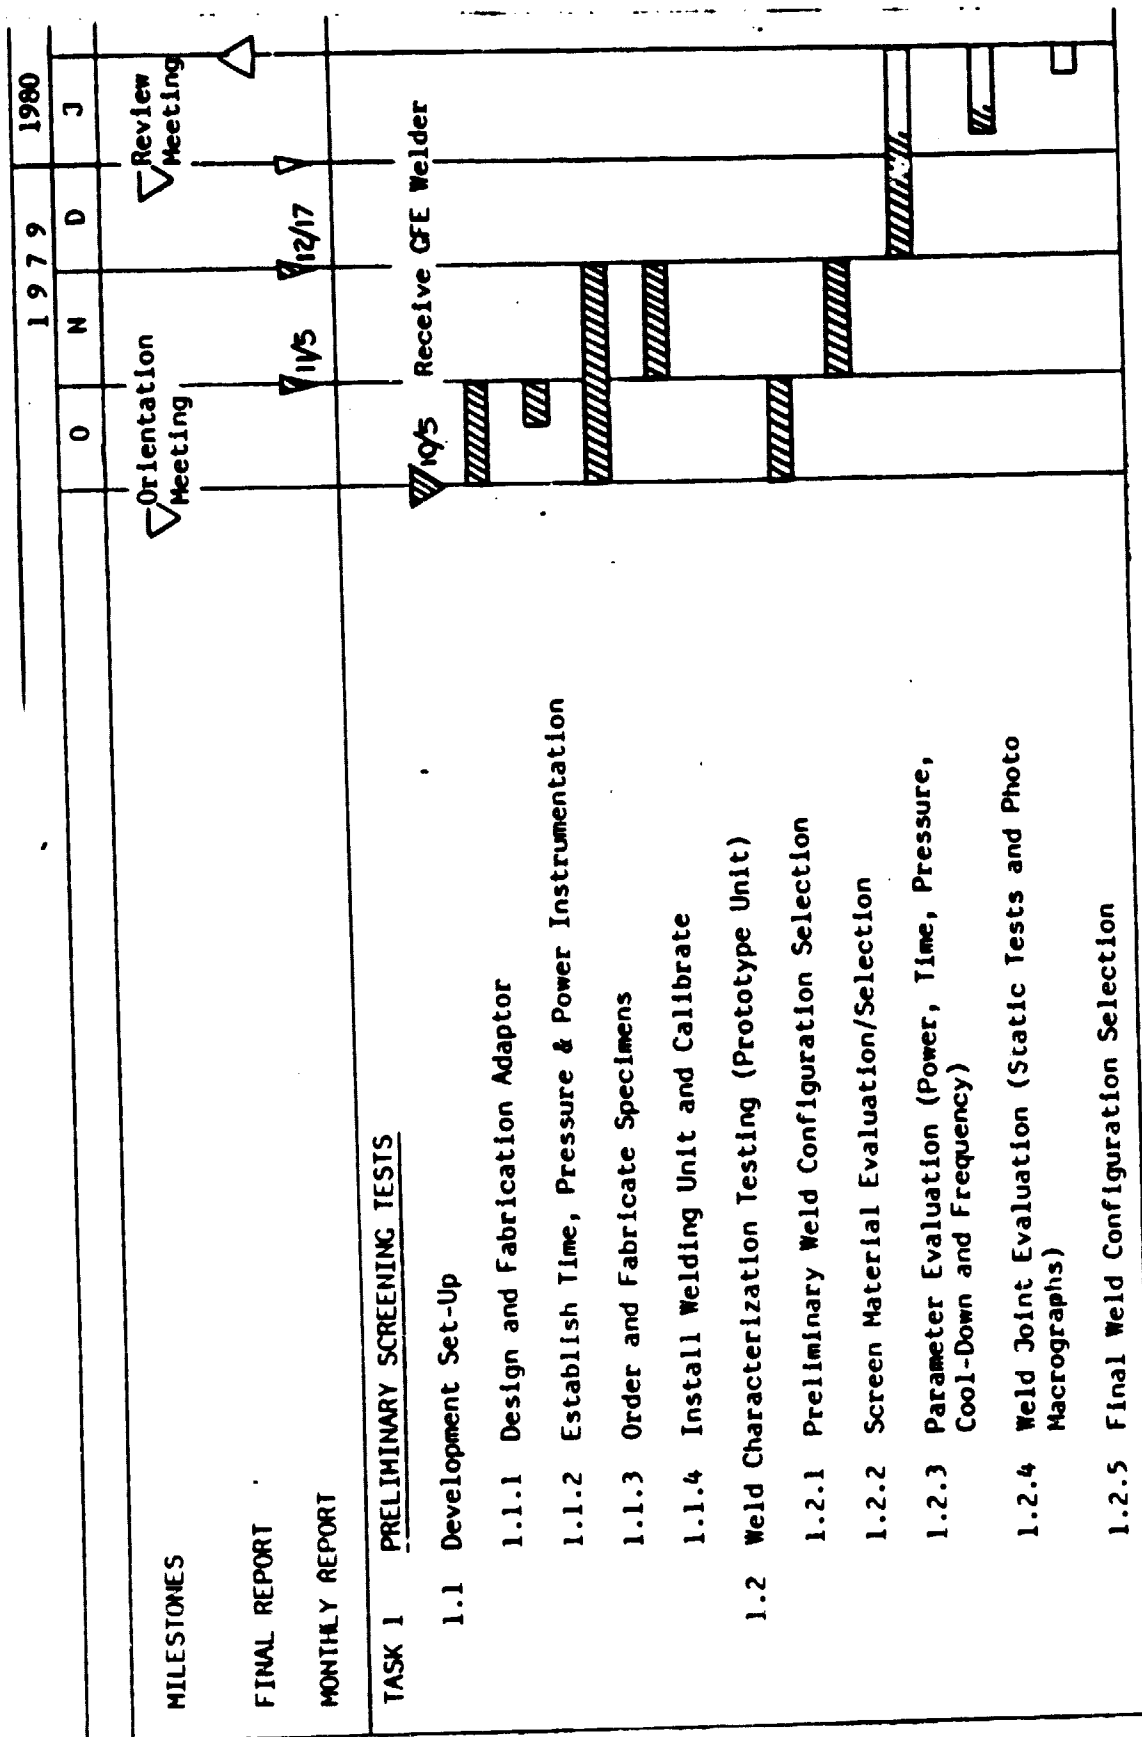 1979 1980
O N D J
MILESTONES
Orientation
Meeting
Review
Meeting
FINAL REPORT
MONTHLY REPORT
11/5 12/17
TASK 1 PRELIMINARY SCREENING TESTS
10/5 Receive GFE Welder
1.1 Development Set-Up
1.1.1 Design and Fabrication Adaptor
1.1.2 Establish Time, Pressure & Power Instrumentation
1.1.3 Order and Fabricate Specimens
1.1.4 Install Welding Unit and Calibrate
1.2 Weld Characterization Testing (Prototype Unit)
1.2.1 Preliminary Weld Configuration Selection
1.2.2 Screen Material Evaluation/Selection
1.2.3 Parameter Evaluation (Power, Time, Pressure,
Cool-Down and Frequency)
1.2.4 Weld Joint Evaluation (Static Tests and Photo
Macrographs)
1.2.5 Final Weld Configuration Selection